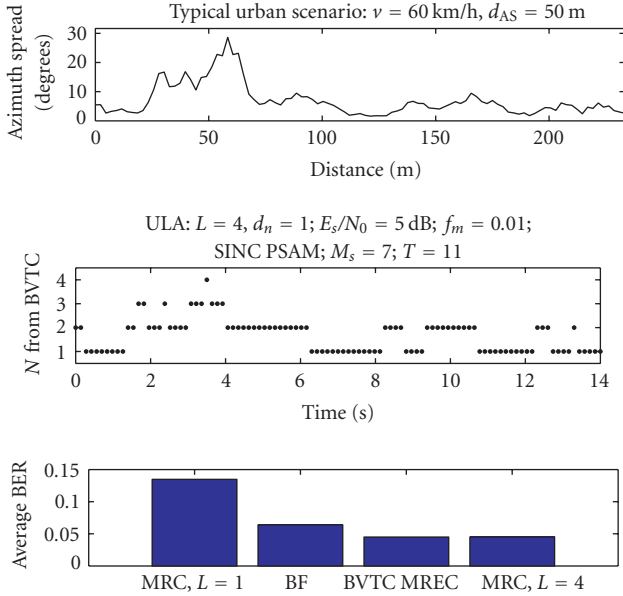 Typical urban scenario: v = 60 km/h, d_AS = 50 m
Azimuth spread
(degrees)
30
20
10
0
0 50 100 150 200
Distance (m)
ULA: L = 4, d_n = 1; E_s/N_0 = 5 dB; f_m = 0.01;
SINC PSAM; M_s = 7; T = 11
N from BVTC
4
3
2
1
0 2 4 6 8 10 12 14
Time (s)
Average BER
0.15
0.1
0.05
0
MRC, L = 1 BF BVTC MREC MRC, L = 4